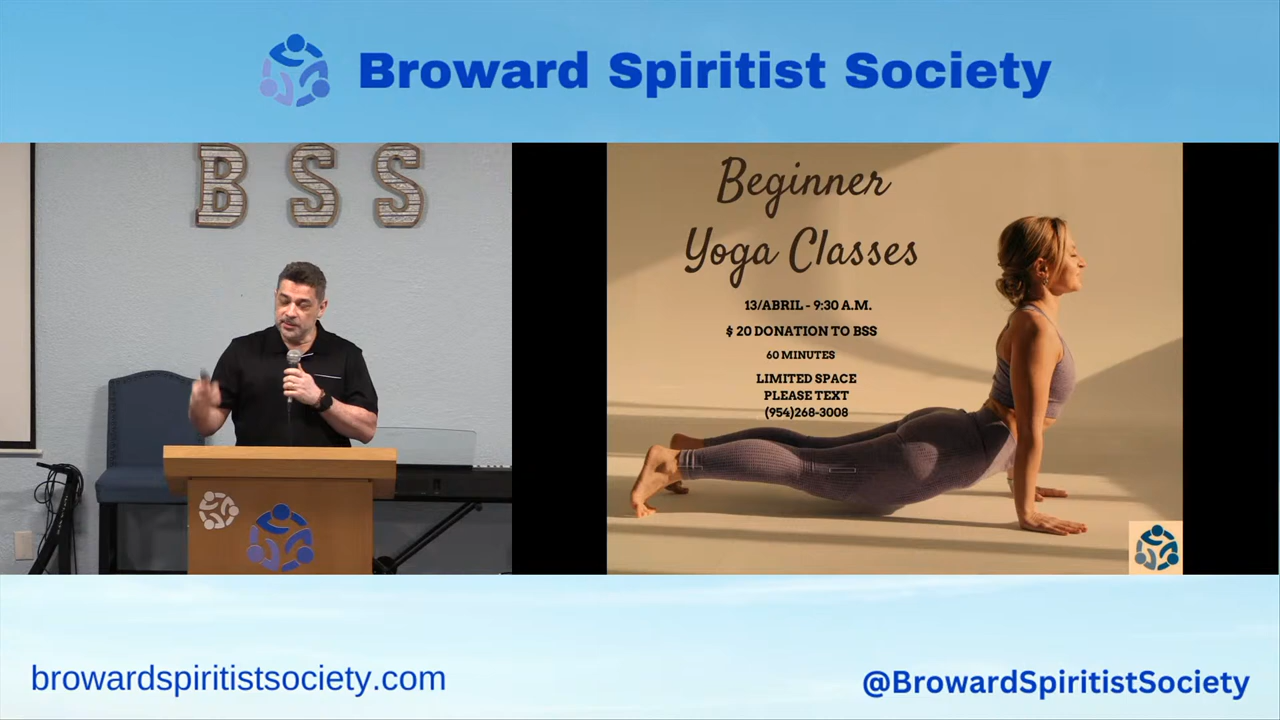 Broward Spiritist Society
B S S
Beginner
Yoga Classes
13/ABRIL - 9:30 A.M.
$ 20 DONATION TO BSS
60 MINUTES
LIMITED SPACE
PLEASE TEXT
(954)268-3008
browardspiritistsociety.com
@BrowardSpiritistSociety